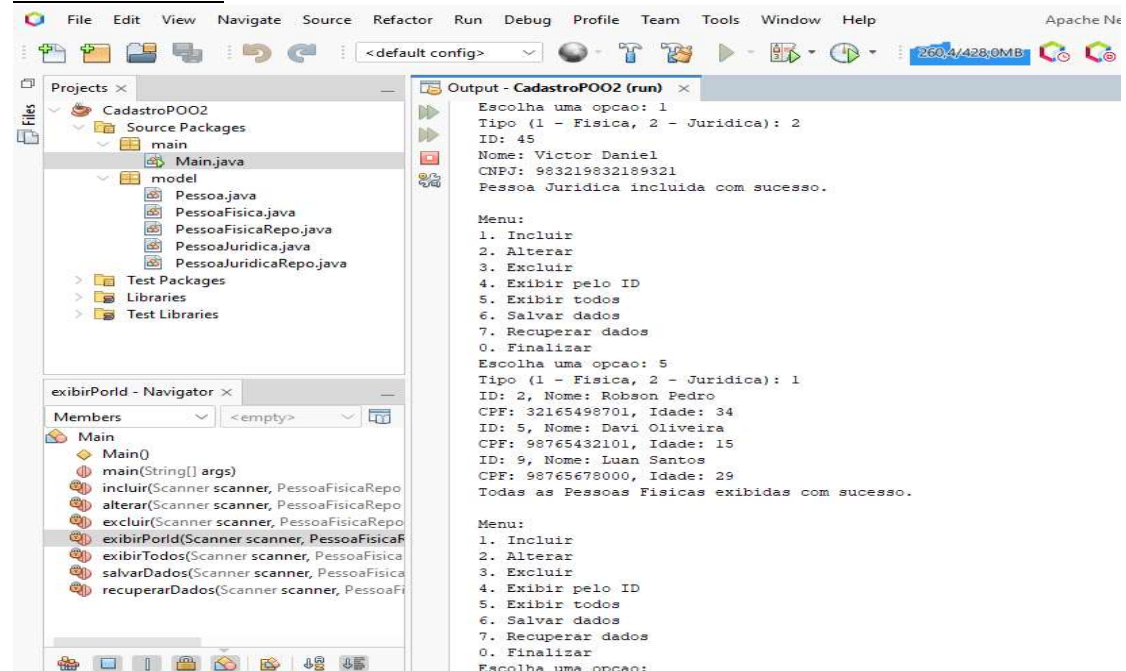 File Edit View Navigate Source Refactor Run Debug Profile Team Tools Window Help Apache Ne
<default config> 260,4/428,0MB
Files
Projects
CadastroPOO2
Source Packages
main
Main.java
model
Pessoa.java
PessoaFisica.java
PessoaFisicaRepo.java
PessoaJuridica.java
PessoaJuridicaRepo.java
Test Packages
Libraries
Test Libraries
exibirPorId - Navigator
Members <empty>
Main
Main()
main(String[] args)
incluir(Scanner scanner, PessoaFisicaRepo
alterar(Scanner scanner, PessoaFisicaRepo
excluir(Scanner scanner, PessoaFisicaRepo
exibirPorId(Scanner scanner, PessoaFisicaR
exibirTodos(Scanner scanner, PessoaFisica
salvarDados(Scanner scanner, PessoaFisica
recuperarDados(Scanner scanner, PessoaFi
Output - CadastroPOO2 (run)
Escolha uma opcao: 1
Tipo (1 - Fisica, 2 - Juridica): 2
ID: 45
Nome: Victor Daniel
CNPJ: 983219832189321
Pessoa Juridica incluida com sucesso.
Menu:
1. Incluir
2. Alterar
3. Excluir
4. Exibir pelo ID
5. Exibir todos
6. Salvar dados
7. Recuperar dados
0. Finalizar
Escolha uma opcao: 5
Tipo (1 - Fisica, 2 - Juridica): 1
ID: 2, Nome: Robson Pedro
CPF: 32165498701, Idade: 34
ID: 5, Nome: Davi Oliveira
CPF: 98765432101, Idade: 15
ID: 9, Nome: Luan Santos
CPF: 98765678000, Idade: 29
Todas as Pessoas Fisicas exibidas com sucesso.
Menu:
1. Incluir
2. Alterar
3. Excluir
4. Exibir pelo ID
5. Exibir todos
6. Salvar dados
7. Recuperar dados
0. Finalizar
Escolha uma opcao: